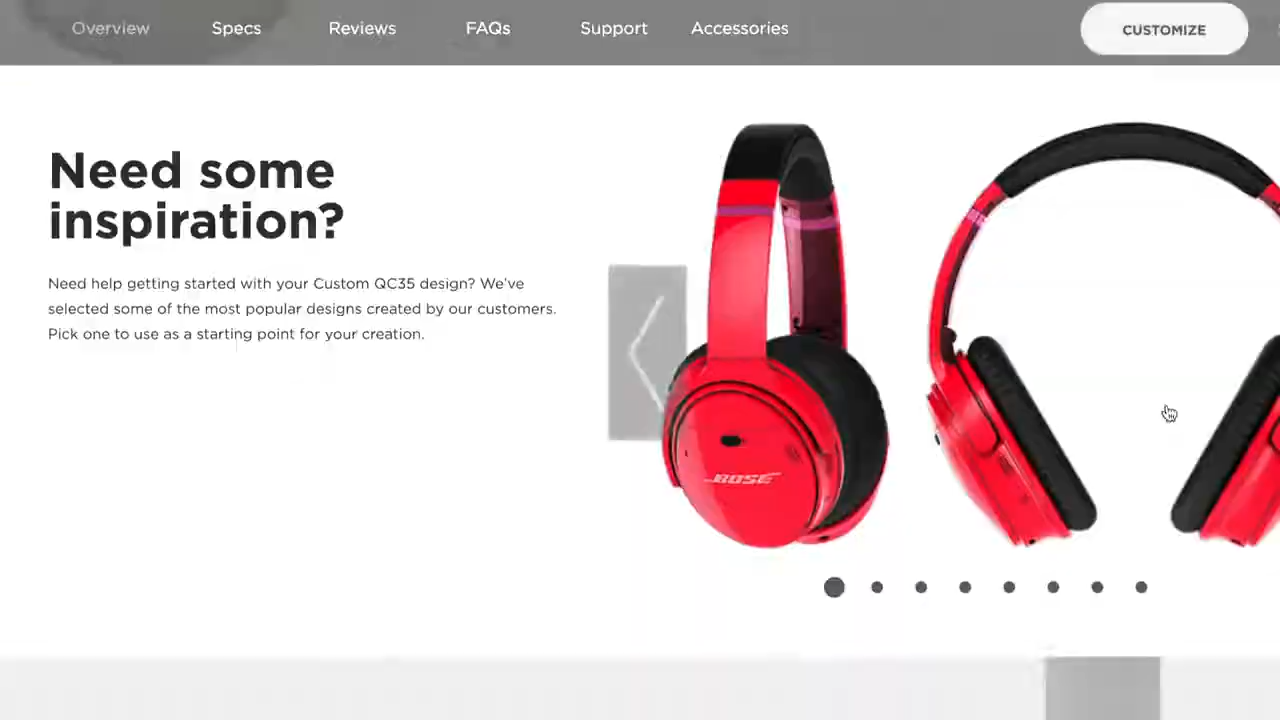 Overview Specs Reviews FAQs Support Accessories CUSTOMIZE
Need some
inspiration?
Need help getting started with your Custom QC35 design? We've
selected some of the most popular designs created by our customers.
Pick one to use as a starting point for your creation.
BOSE